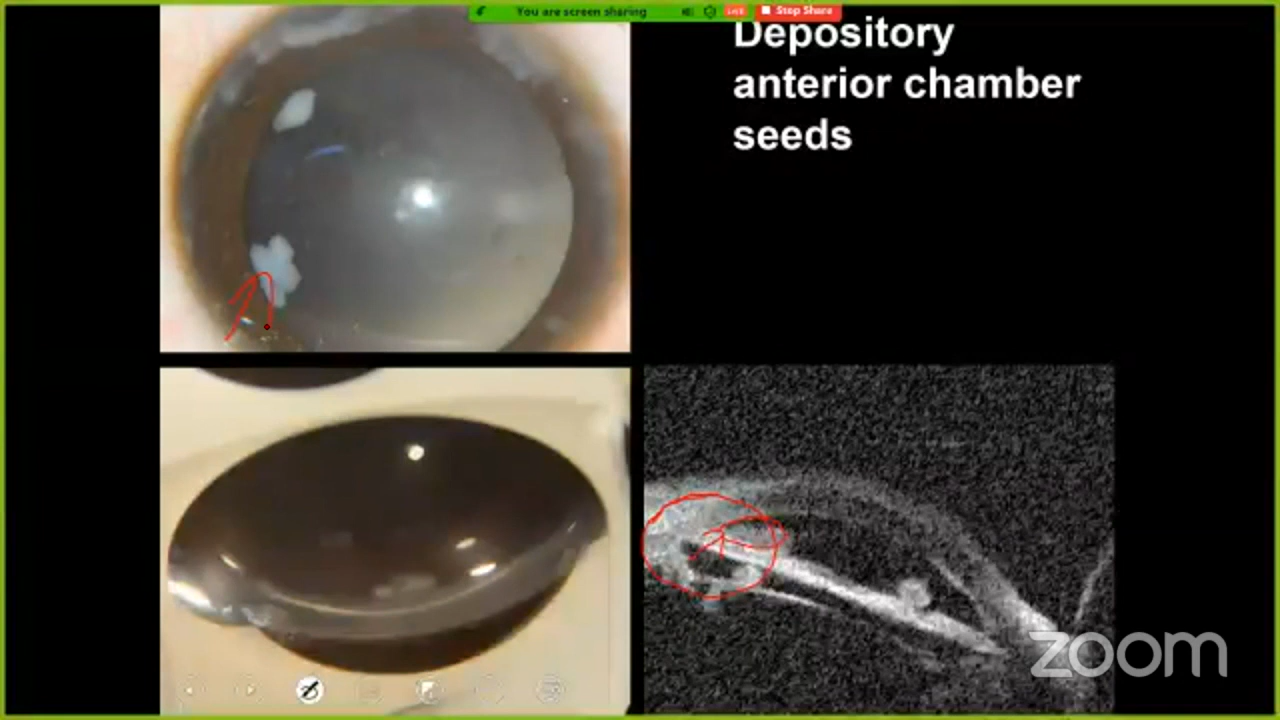 You are screen sharing
Stop Share
Depository
anterior chamber
seeds
zoom